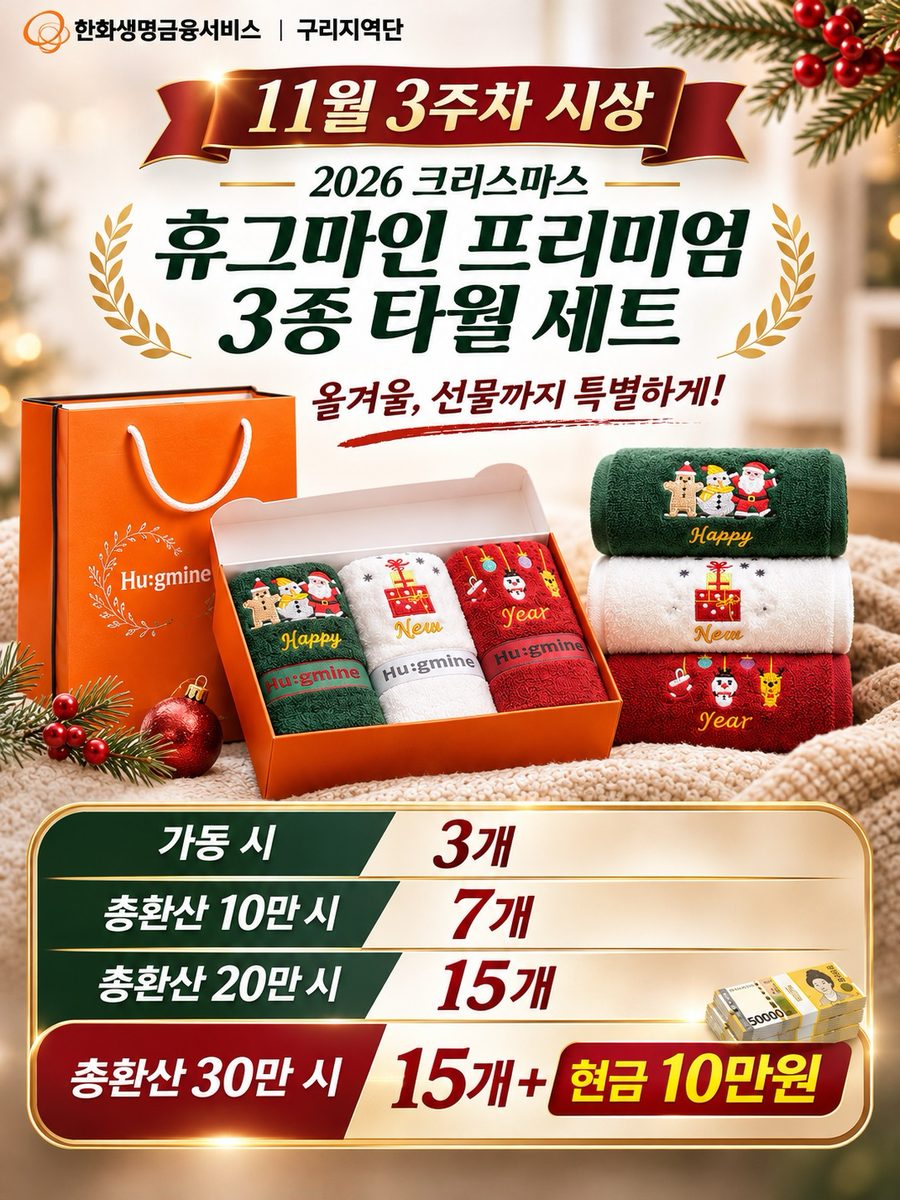 한화생명금융서비스 | 구리지역단
11월 3주차 시상
2026 크리스마스
휴그마인 프리미엄
3종 타월 세트
올겨울, 선물까지 특별하게!
Hu:gmine
Happy
New
Year
Hu:gmine
Hu:gmine
Hu:gmine
Happy
New
Year
가동 시 3개
총환산 10만 시 7개
총환산 20만 시 15개
50000
총환산 30만 시 15개 + 현금 10만원